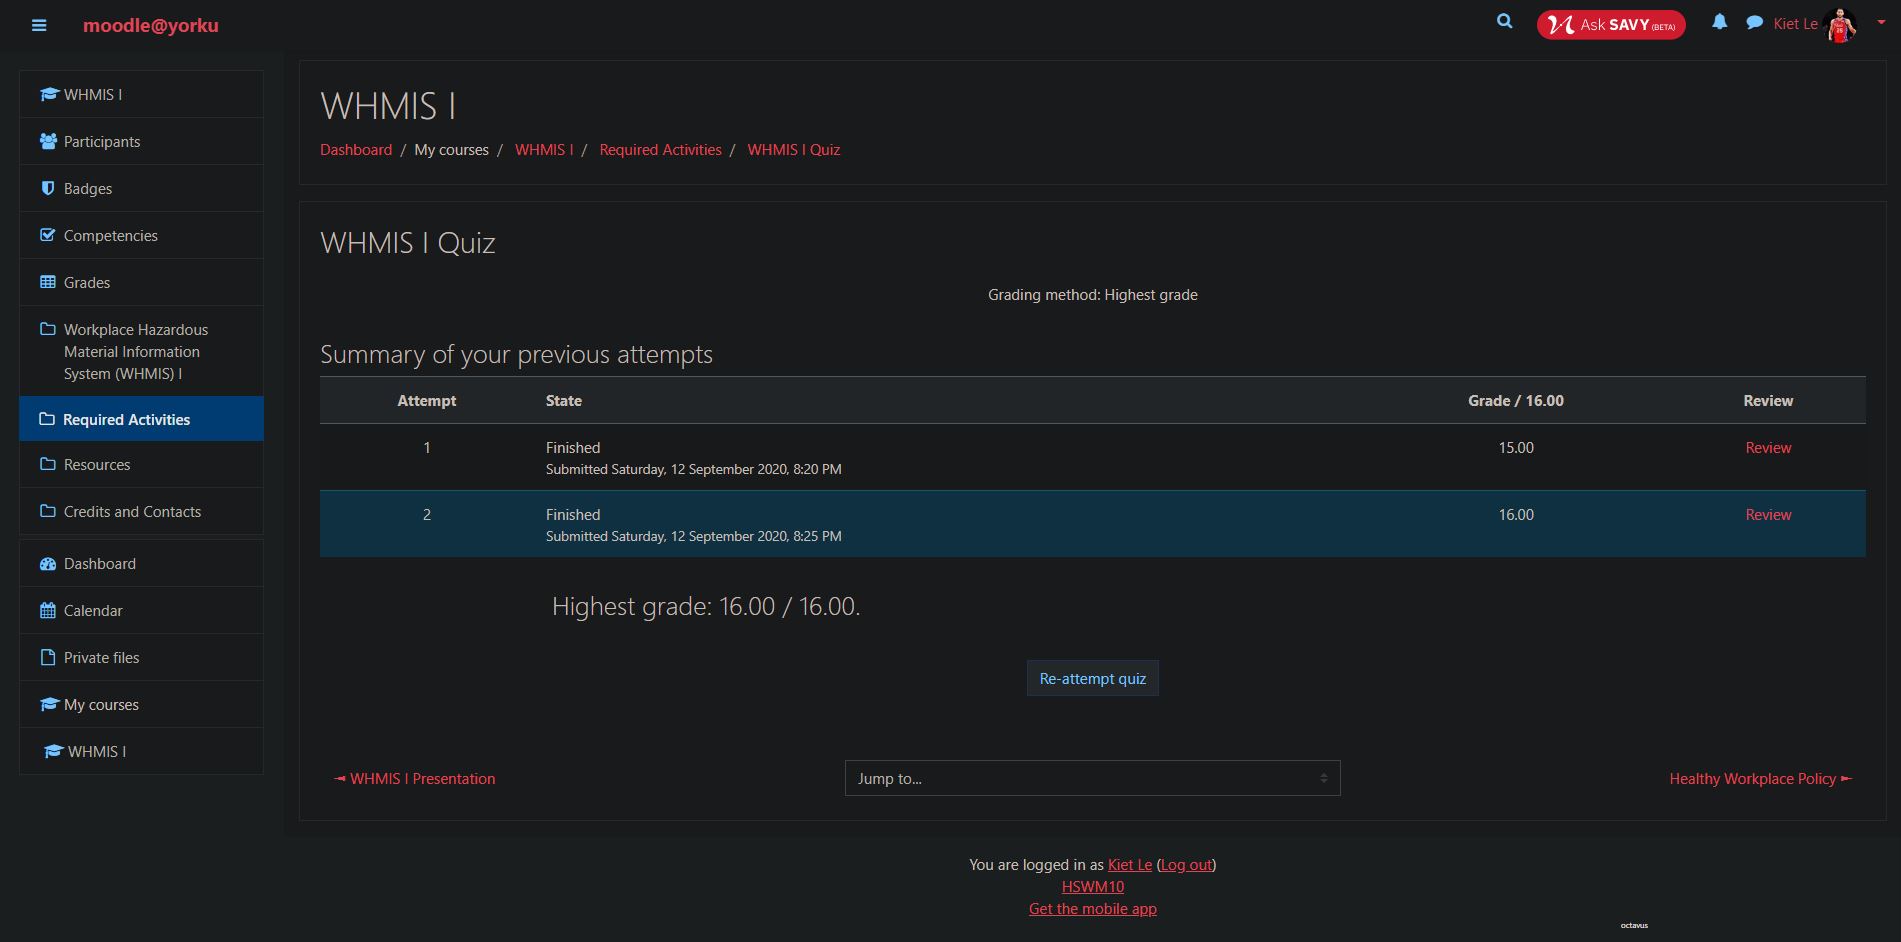 moodle@yorku
Ask SAVY (BETA)
Kiet Le
WHMIS I
Participants
Badges
Competencies
Grades
Workplace Hazardous
Material Information
System (WHMIS) I
Required Activities
Resources
Credits and Contacts
Dashboard
Calendar
Private files
My courses
WHMIS I
WHMIS I
Dashboard / My courses / WHMIS I / Required Activities / WHMIS I Quiz
WHMIS I Quiz
Grading method: Highest grade
Summary of your previous attempts
Attempt State Grade / 16.00 Review
1 Finished 15.00 Review
Submitted Saturday, 12 September 2020, 8:20 PM
2 Finished 16.00 Review
Submitted Saturday, 12 September 2020, 8:25 PM
Highest grade: 16.00 / 16.00.
Re-attempt quiz
◄ WHMIS I Presentation
Jump to...
Healthy Workplace Policy ►
You are logged in as Kiet Le (Log out)
HSWM10
Get the mobile app
octavus